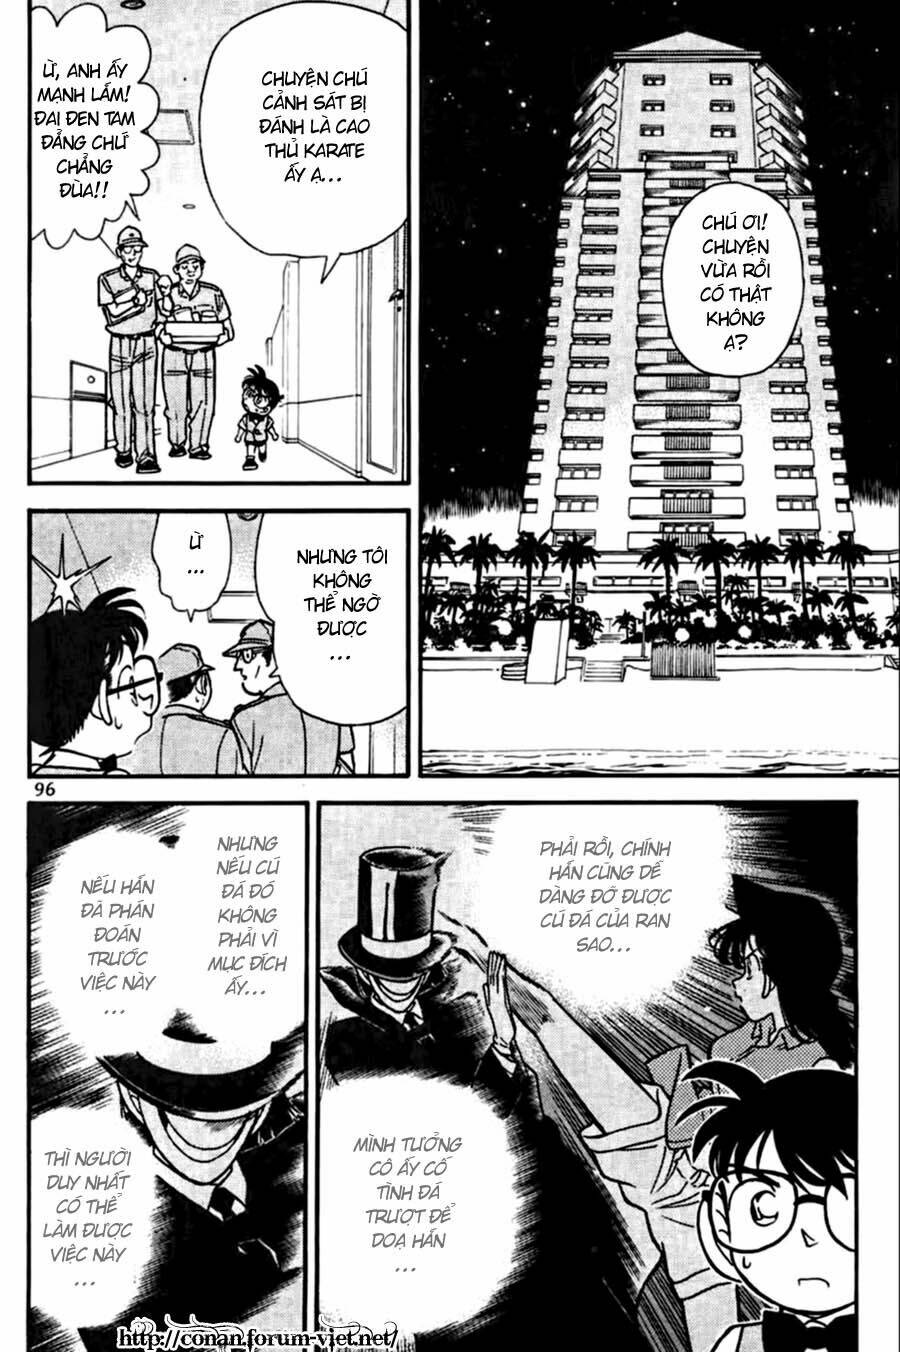 CHÚ ƠI!
CHUYỆN
VỪA RỒI
CÓ THẬT
KHÔNG
Ạ?
CHUYỆN CHÚ
CẢNH SÁT BỊ
ĐÁNH LÀ CAO
THỦ KARATE
ẤY Ạ...
Ừ, ANH ẤY
MẠNH LẮM!
ĐAI ĐEN TAM
ĐẲNG CHỨ
CHẲNG
ĐÙA!!
NHƯNG TÔI
KHÔNG
THỂ NGỜ
ĐƯỢC
...
Ừ
...
96
PHẢI RỒI, CHÍNH
HẮN CŨNG DỄ
DÀNG ĐỠ ĐƯỢC
CÚ ĐÁ CỦA RAN
SAO...
MÌNH TƯỞNG
CÔ ẤY CỐ
TÌNH ĐÁ
TRƯỢT ĐỂ
DOẠ HẮN
...
NHƯNG
NẾU CÚ
ĐÁ ĐÓ
KHÔNG
PHẢI VÌ
MỤC ĐÍCH
ẤY...
NẾU HẮN
ĐÃ PHÁN
ĐOÁN
TRƯỚC
VIỆC NÀY
...
THÌ NGƯỜI
DUY NHẤT
CÓ THỂ
LÀM ĐƯỢC
VIỆC NÀY
...
http://conan.forum-viet.net/